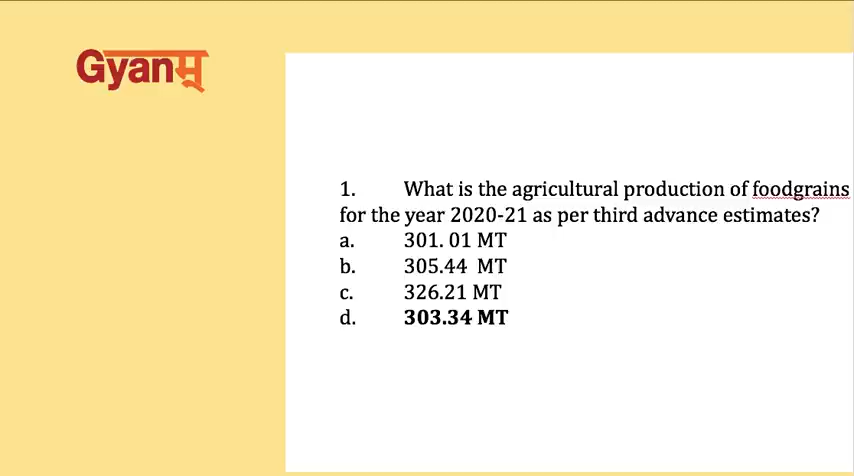 Gyanम्
1. What is the agricultural production of foodgrains
for the year 2020-21 as per third advance estimates?
a. 301. 01 MT
b. 305.44 MT
c. 326.21 MT
d. 303.34 MT